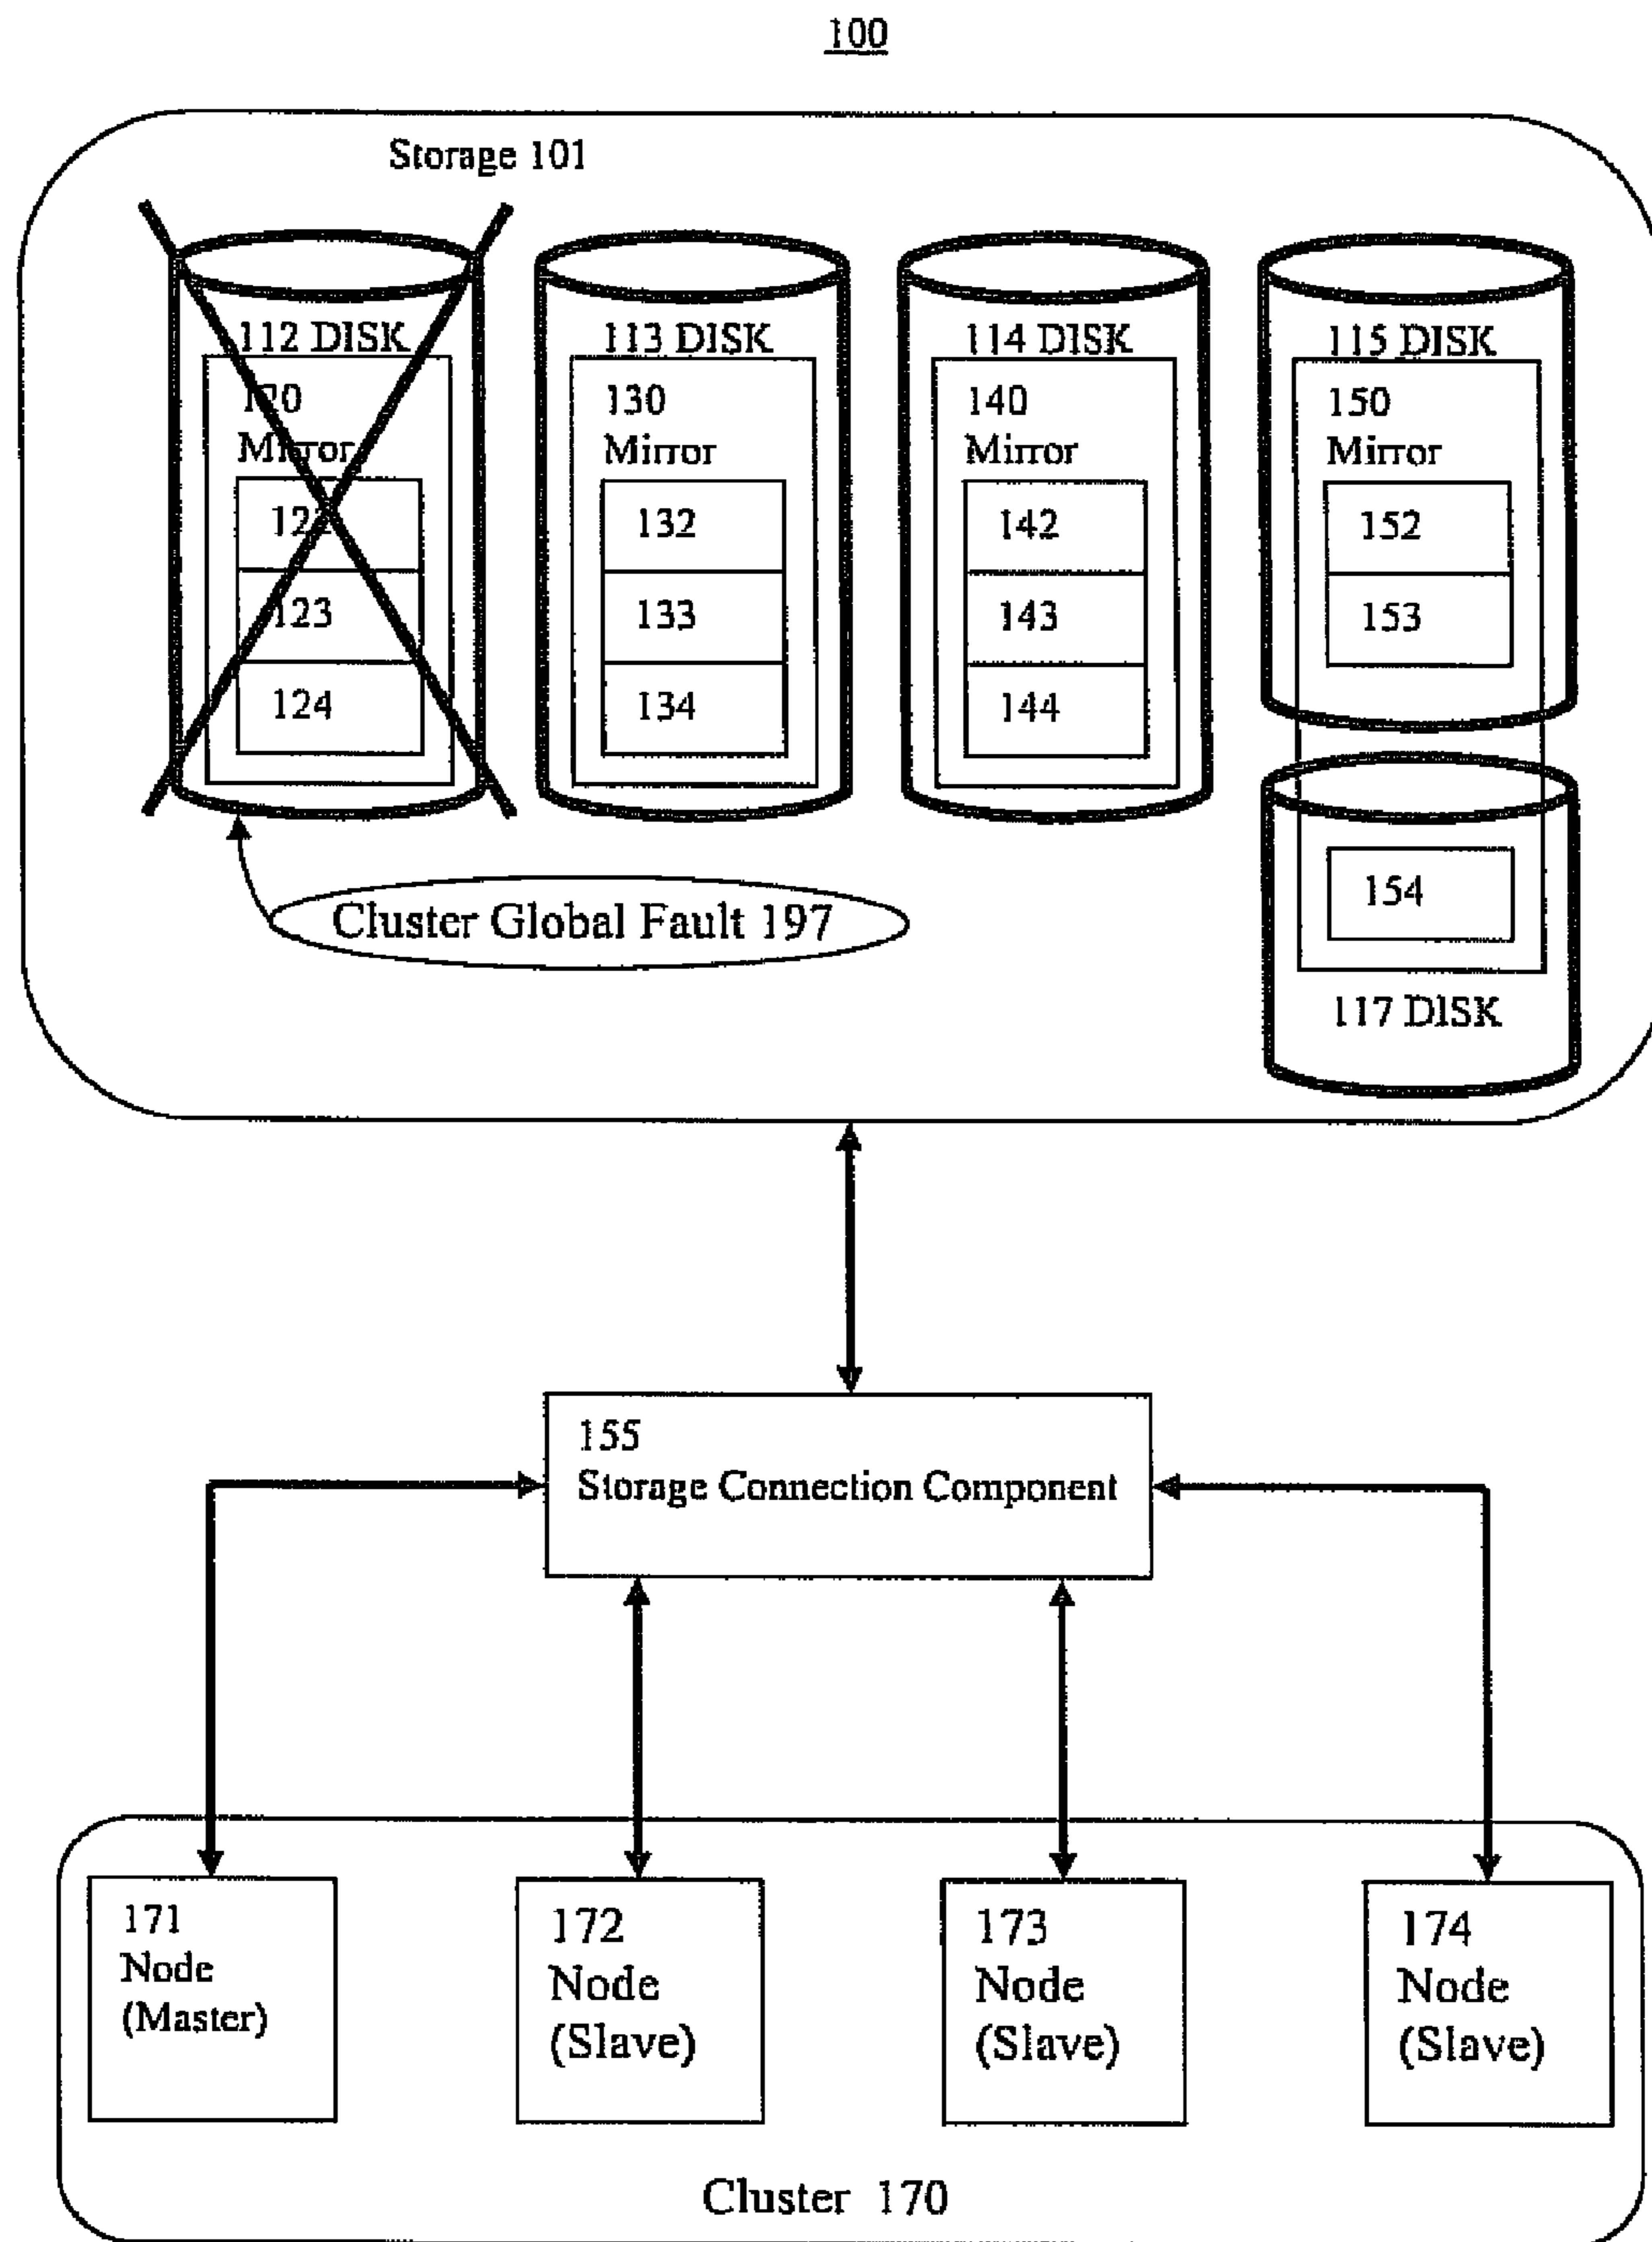 100
Storage 101
112 DISK
120
Mirror
122
123
124
113 DISK
130
Mirror
132
133
134
114 DISK
140
Mirror
142
143
144
115 DISK
150
Mirror
152
153
154
117 DISK
Cluster Global Fault 197
155
Storage Connection Component
171
Node
(Master)
172
Node
(Slave)
173
Node
(Slave)
174
Node
(Slave)
Cluster 170